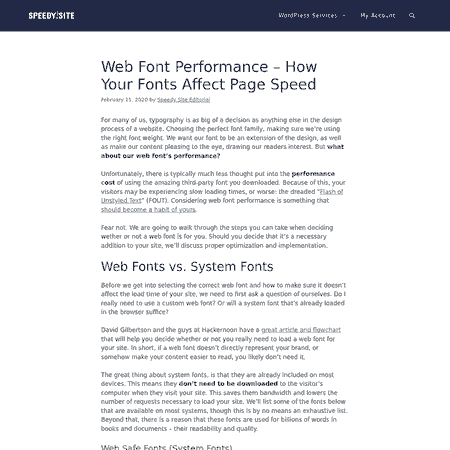 SPEEDY!SITE
WordPress Services
My Account
Web Font Performance – How
Your Fonts Affect Page Speed
February 11, 2020 by Speedy Site Editorial
For many of us, typography is as big of a decision as anything else in the design
process of a website. Choosing the perfect font family, making sure we're using
the right font weight. We want our font to be an extension of the design, as well
as make our content pleasing to the eye, drawing our readers interest. But what
about our web font's performance?
Unfortunately, there is typically much less thought put into the performance
cost of using the amazing third-party font you downloaded. Because of this, your
visitors may be experiencing slow loading times, or worse: the dreaded "Flash of
Unstyled Text" (FOUT). Considering web font performance is something that
should become a habit of yours.
Fear not. We are going to walk through the steps you can take when deciding
wether or not a web font is for you. Should you decide that it's a necessary
addition to your site, we'll discuss proper optimization and implementation.
Web Fonts vs. System Fonts
Before we get into selecting the correct web font and how to make sure it doesn't
affect the load time of your site, we need to first ask a question of ourselves. Do I
really need to use a custom web font? Or will a system font that's already loaded
in the browser suffice?
David Gilbertson and the guys at Hackernoon have a great article and flowchart
that will help you decide whether or not you really need to load a web font for
your site. In short, if a web font doesn't directly represent your brand, or
somehow make your content easier to read, you likely don't need it.
The great thing about system fonts, is that they are already included on most
devices. This means they don't need to be downloaded to the visitor's
computer when they visit your site. This saves them bandwidth and lowers the
number of requests necessary to load your site. We'll list some of the fonts below
that are available on most systems, though this is by no means an exhaustive list.
Beyond that, there is a reason that these fonts are used for billions of words in
books and documents – their readability and quality.
Web Safe Fonts (System Fonts)